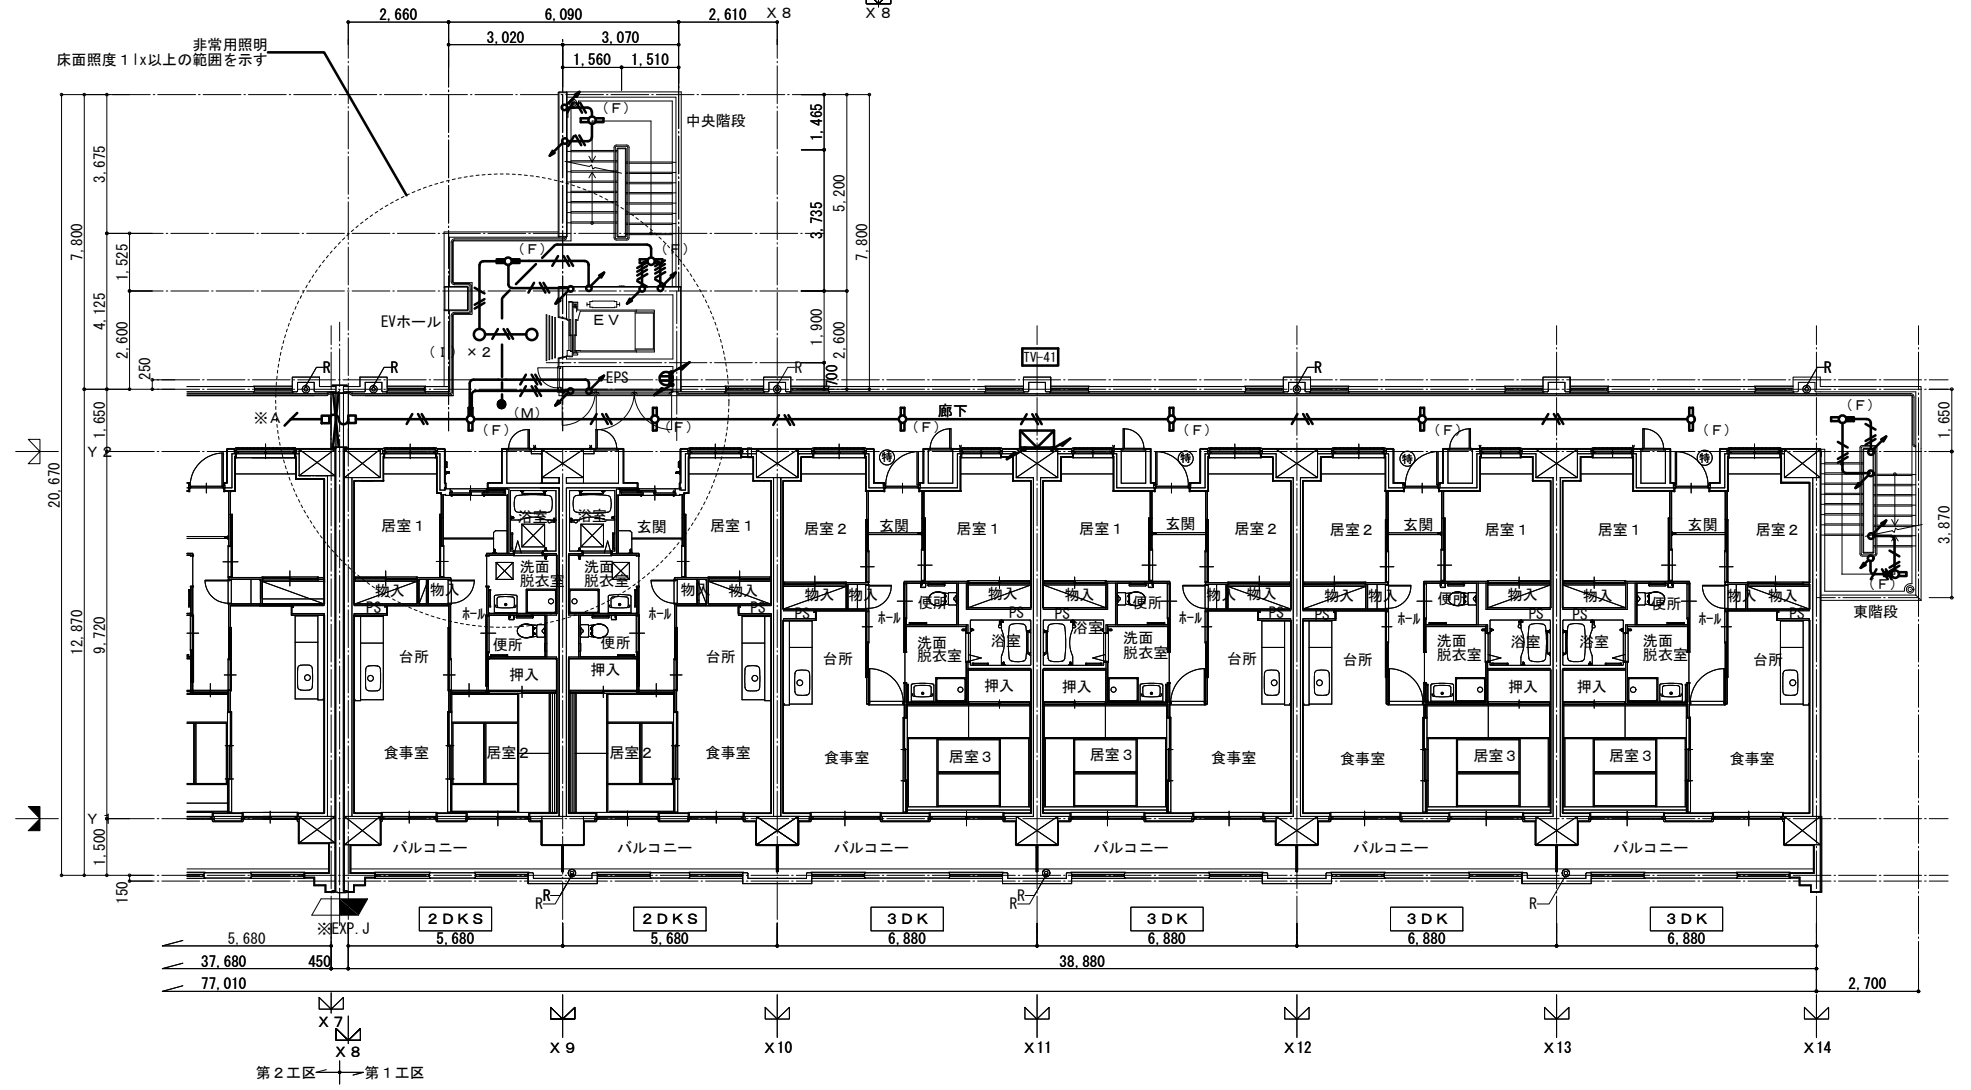 2,660
6,090
2,610
X8
X8
3,020
3,070
1,560
1,510
非常用照明
床面照度1lx以上の範囲を示す
(F)
中央階段
1,465
3,675
5,200
3,735
7,800
7,800
1,525
(F)
(F)
4,125
2,600
EVホール
EV
1,900
2,600
(I)×2
250
R
R
EPS
700
R
TV-41
R
R
※A
(M)
廊下
1,650
(F)
(F)
(F)
(F)
(F)
(F)
(F)
1,650
Y2
特
特
特
特
20,670
居室1
浴室
浴室
玄関
居室1
居室2
玄関
居室1
居室1
玄関
居室2
居室2
玄関
居室1
居室1
玄関
居室2
3,870
洗面
脱衣室
洗面
脱衣室
物入
物入
物入
物入
物入
物入
便所
物入
物入
便所
物入
物入
物入
物入
便所
物入
物入
便所
物入
物入
(F)
PS
PS
PS
PS
PS
PS
PS
東階段
12,870
9,720
ホール
ホール
ホール
ホール
ホール
ホール
台所
便所
便所
台所
台所
洗面
脱衣室
浴室
浴室
洗面
脱衣室
台所
台所
洗面
脱衣室
浴室
浴室
洗面
脱衣室
台所
押入
押入
押入
押入
押入
押入
食事室
居室2
居室2
食事室
食事室
居室3
居室3
食事室
食事室
居室3
居室3
食事室
Y1
1,500
バルコニー
バルコニー
バルコニー
バルコニー
バルコニー
バルコニー
150
R
R
R
R
R
※EXP.J
2DKS
2DKS
3DK
3DK
3DK
3DK
5,680
5,680
5,680
6,880
6,880
6,880
6,880
37,680
450
38,880
77,010
2,700
X7
X8
X9
X10
X11
X12
X13
X14
第2工区
第1工区